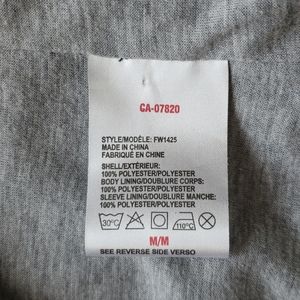 CA-07820
STYLE/MODÈLE: FW1425
MADE IN CHINA
FABRIQUÉ EN CHINE
SHELL/EXTÉRIEUR:
100% POLYESTER/POLYESTER
BODY LINING/DOUBLURE CORPS:
100% POLYESTER/POLYESTER
SLEEVE LINING/DOUBLURE MANCHE:
100% POLYESTER/POLYESTER
30°C 110°C
M/M
SEE REVERSE SIDE VERSO